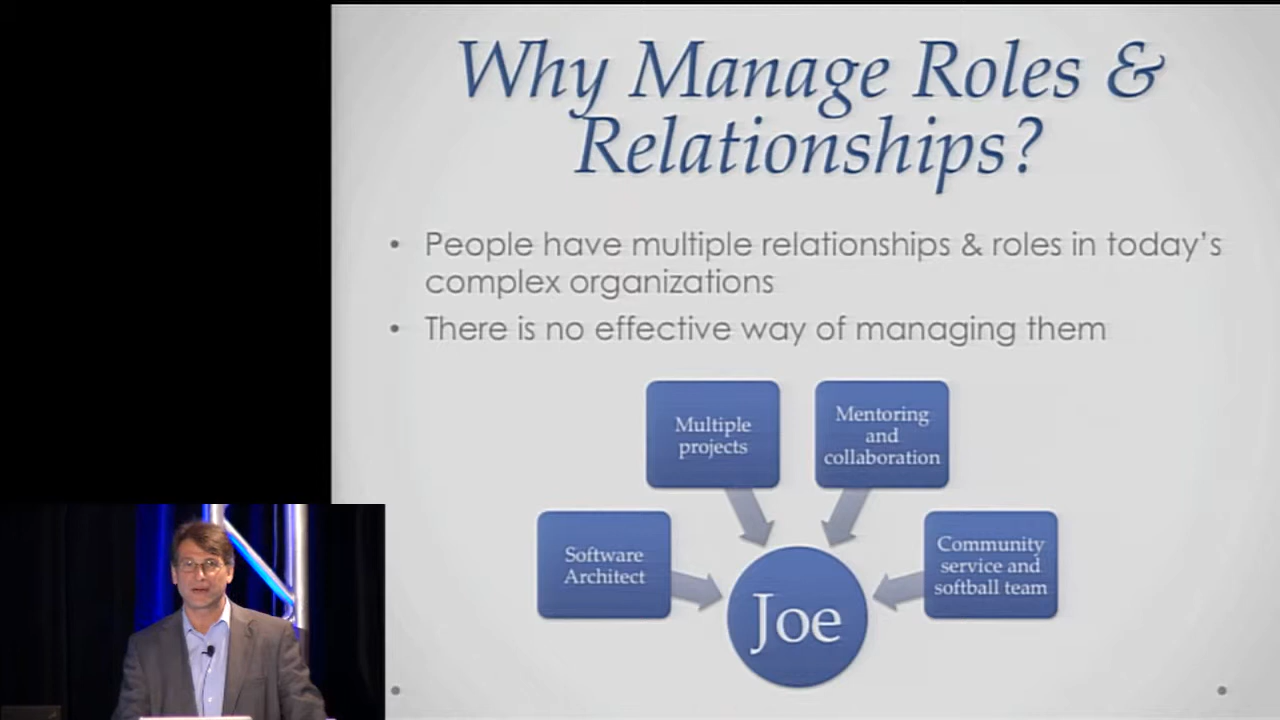 Why Manage Roles &
Relationships?
• People have multiple relationships & roles in today's
complex organizations
• There is no effective way of managing them
Multiple
projects
Mentoring
and
collaboration
Software
Architect
Community
service and
softball team
Joe